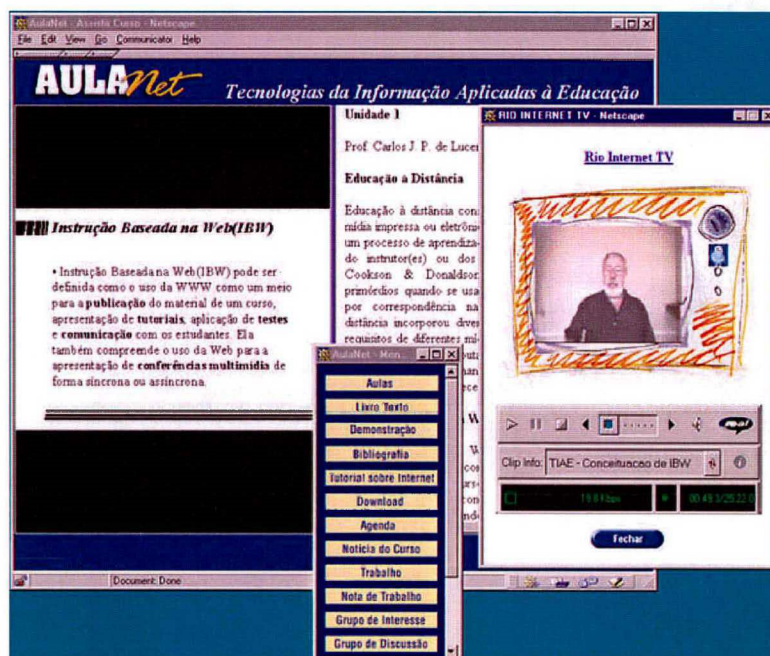 AulaNet - Assista Curso - Netscape
File Edit View Go Communicator Help
AULANet
Tecnologias da Informação Aplicadas à Educação
Instrução Baseada na Web(IBW)
• Instrução Baseada na Web(IBW) pode ser
definida como o uso da WWW como um meio
para a publicação do material de um curso,
apresentação de tutoriais, aplicação de testes
e comunicação com os estudantes. Ela
também compreende o uso da Web para a
apresentação de conferências multimídia de
forma síncrona ou assíncrona.
Unidade 1
Prof. Carlos J. P. de
Educação a Distância
Educação à distância
mídia impressa ou
um processo de
do instrutor(es) ou dos
Cookson & Donaldson
primórdios quando se
por correspondência na
distância incorporou
requisitos de diferentes
RIO INTERNET TV - Netscape
Rio Internet TV
real
Clip Info: TIAE - Conceituacao de IBW
Fechar
AulaNet - Men...
Aulas
Livro Texto
Demonstração
Bibliografia
Tutorial sobre Internet
Download
Agenda
Notícia do Curso
Trabalho
Nota de Trabalho
Grupo de Interesse
Grupo de Discussão
Document: Done